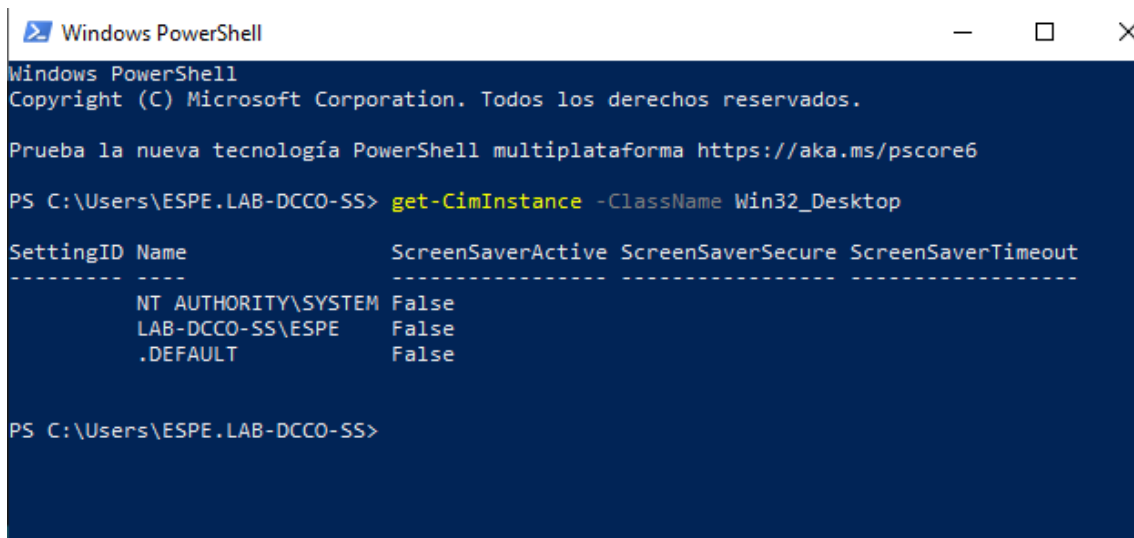 Windows PowerShell
Windows PowerShell
Copyright (C) Microsoft Corporation. Todos los derechos reservados.
Prueba la nueva tecnología PowerShell multiplataforma https://aka.ms/pscore6
PS C:\Users\ESPE.LAB-DCCO-SS> get-CimInstance -ClassName Win32_Desktop
SettingID Name                ScreenSaverActive ScreenSaverSecure ScreenSaverTimeout
--------- ----                ----------------- ----------------- ------------------
          NT AUTHORITY\SYSTEM False
          LAB-DCCO-SS\ESPE    False
          .DEFAULT            False
PS C:\Users\ESPE.LAB-DCCO-SS>